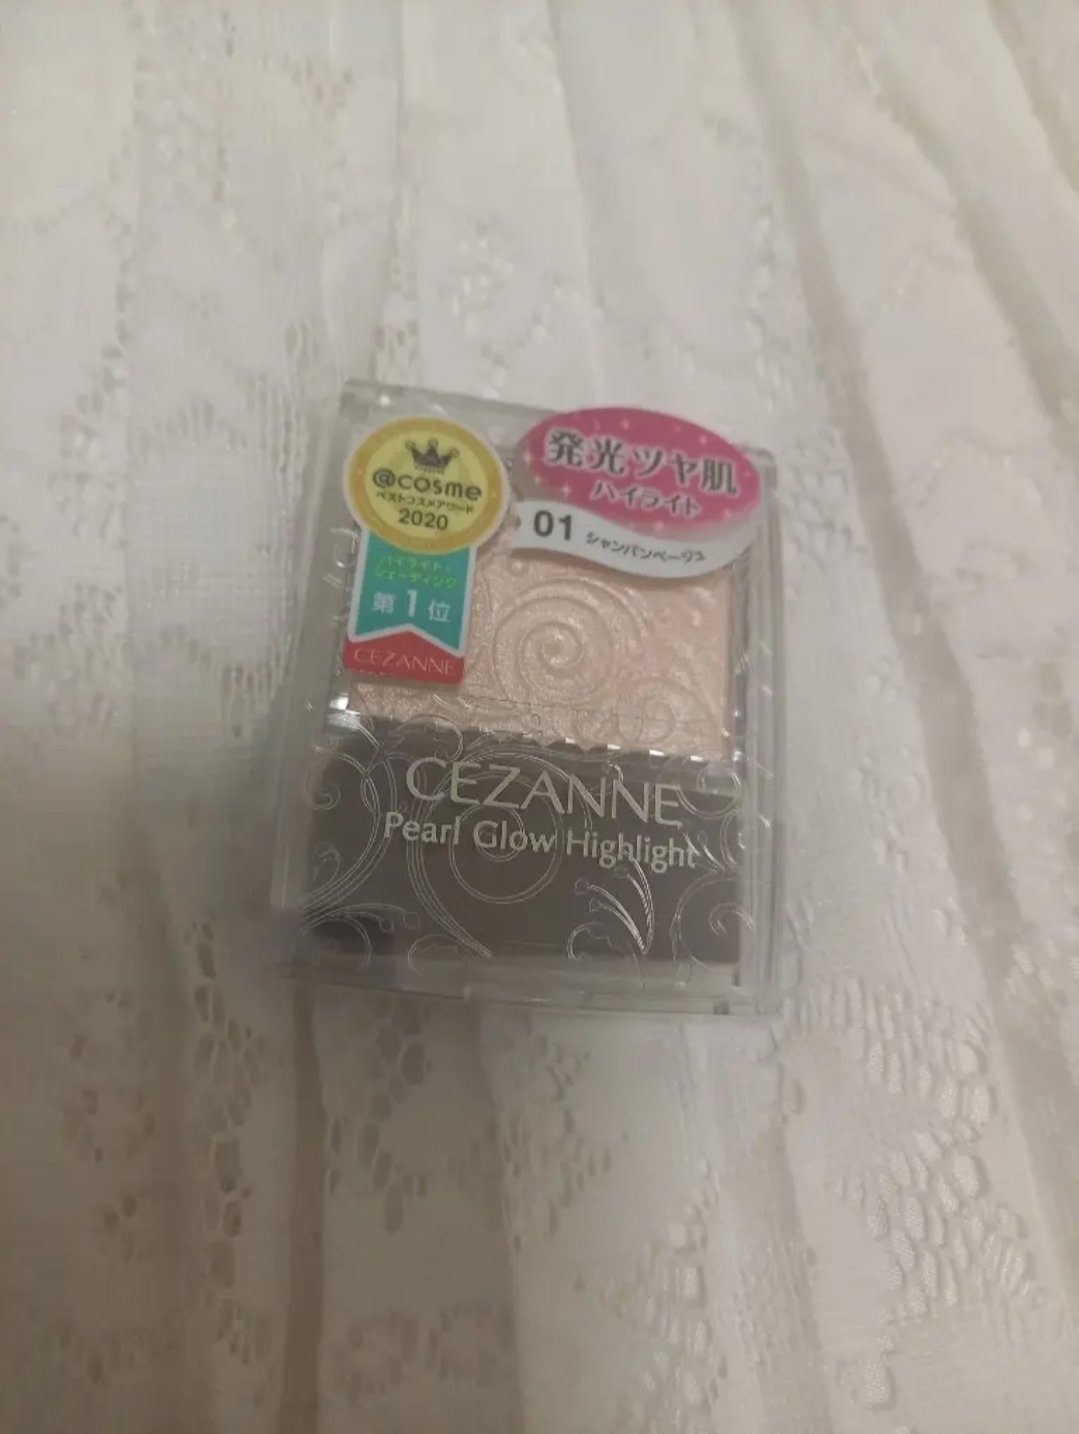 @cosme
ベストコスメアワード
2020
ハイライト・
シェーディング
第1位
CEZANNE
発光ツヤ肌
ハイライト
01 シャンパンベージュ
CEZANNE
Pearl Glow Highlight